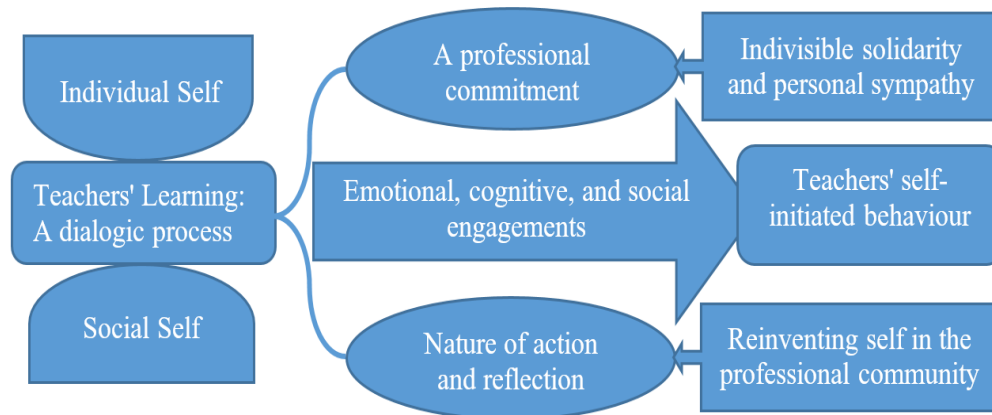 Individual Self
Teachers' Learning:
A dialogic process
Social Self
A professional
commitment
Emotional, cognitive, and social
engagements
Nature of action
and reflection
Indivisible solidarity
and personal sympathy
Teachers' self-
initiated behaviour
Reinventing self in the
professional community